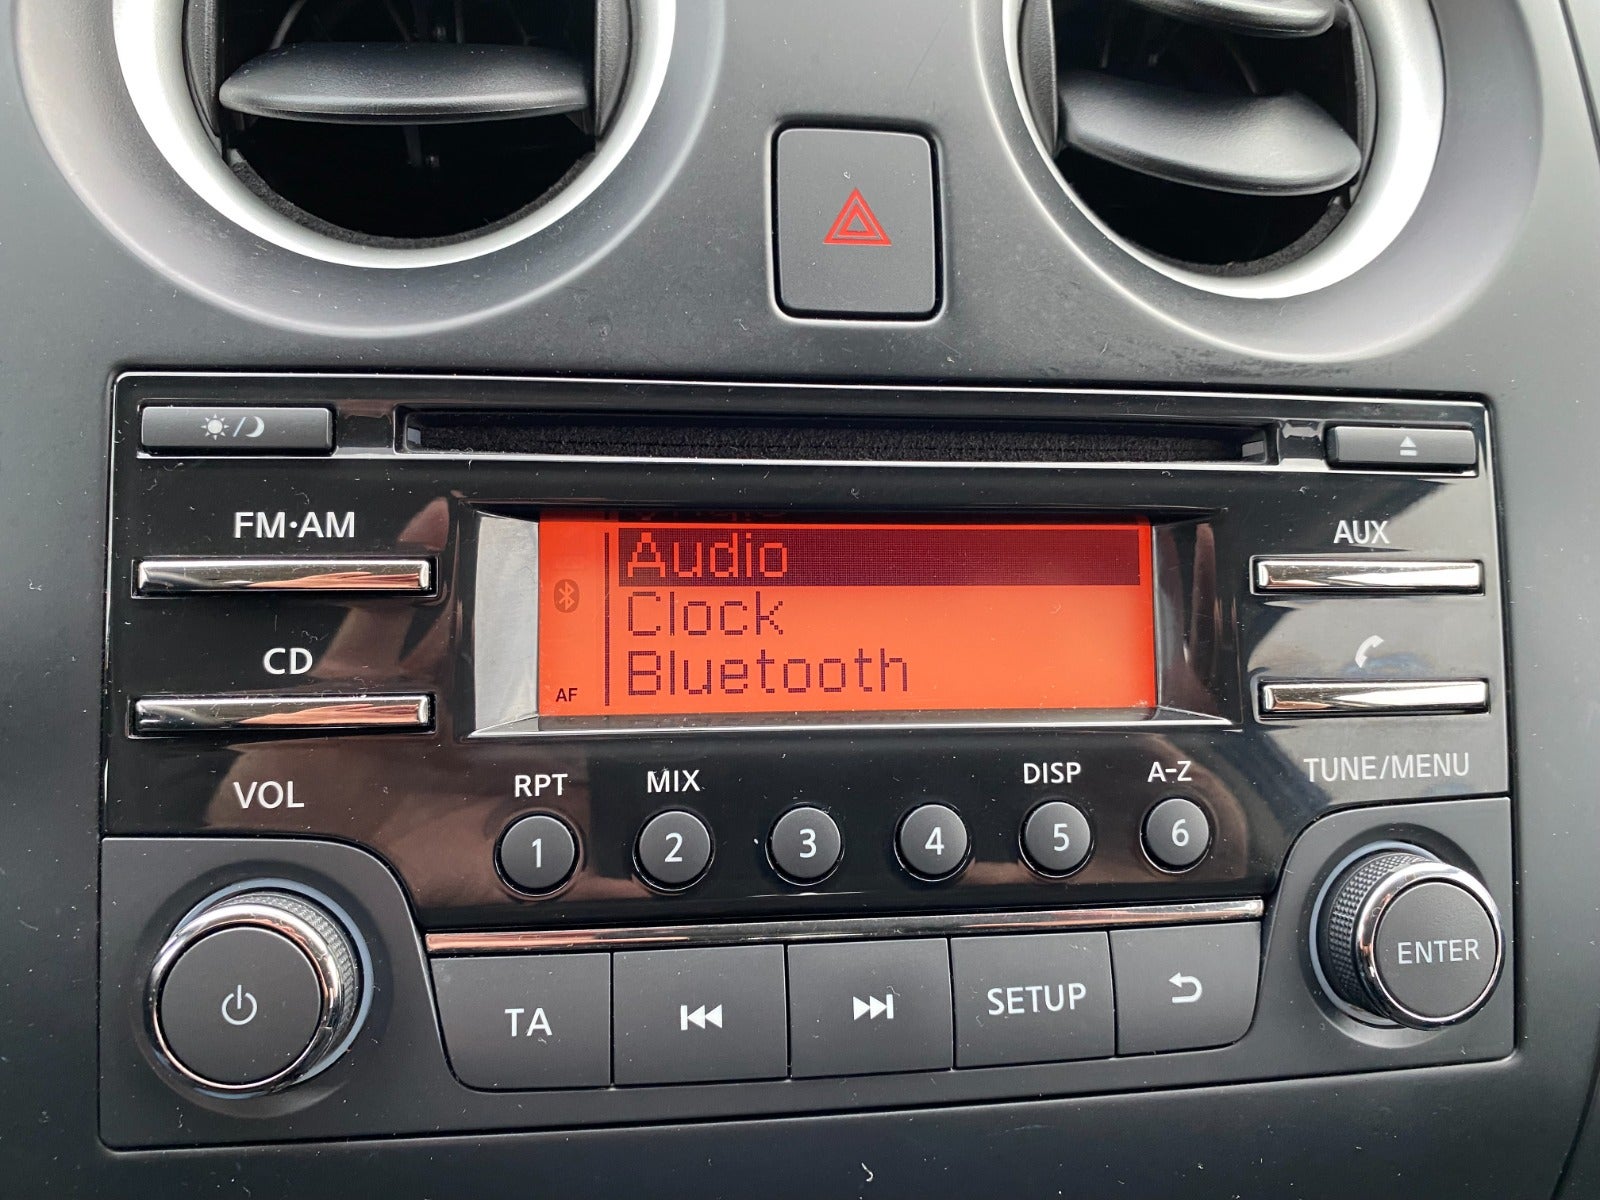 FM·AM
AUX
Audio
Clock
Bluetooth
AF
CD
VOL
RPT
MIX
DISP
A-Z
TUNE/MENU
1
2
3
4
5
6
TA
SETUP
ENTER